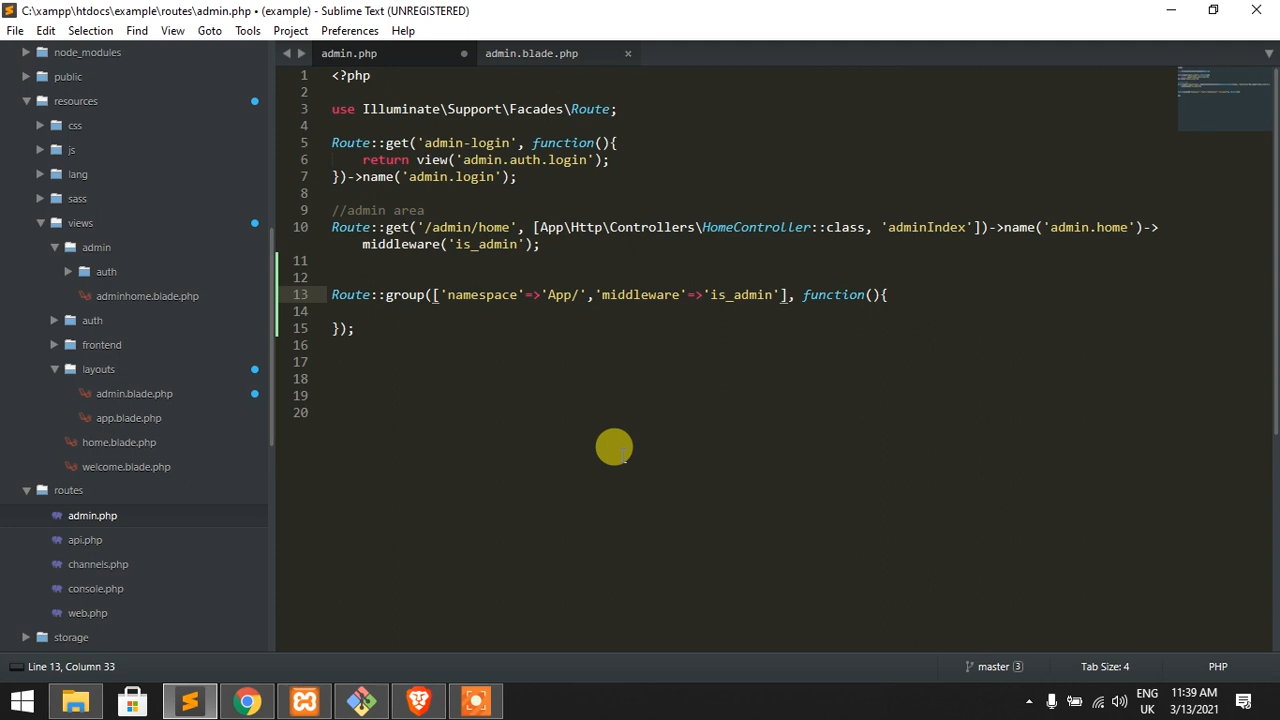 C:\xampp\htdocs\example\routes\admin.php • (example) - Sublime Text (UNREGISTERED)
File Edit Selection Find View Goto Tools Project Preferences Help
node_modules
public
resources
css
js
lang
sass
views
admin
auth
adminhome.blade.php
auth
frontend
layouts
admin.blade.php
app.blade.php
home.blade.php
welcome.blade.php
routes
admin.php
api.php
channels.php
console.php
web.php
storage
admin.php admin.blade.php
1 <?php
2
3 use Illuminate\Support\Facades\Route;
4
5 Route::get('admin-login', function(){
6 return view('admin.auth.login');
7 })->name('admin.login');
8
9 //admin area
10 Route::get('/admin/home', [App\Http\Controllers\HomeController::class, 'adminIndex'])->name('admin.home')->
middleware('is_admin');
11
12
13 Route::group(['namespace'=>'App/','middleware'=>'is_admin'], function(){
14
15 });
16
17
18
19
20
Line 13, Column 33 master 3 Tab Size: 4 PHP
ENG 11:39 AM
UK 3/13/2021